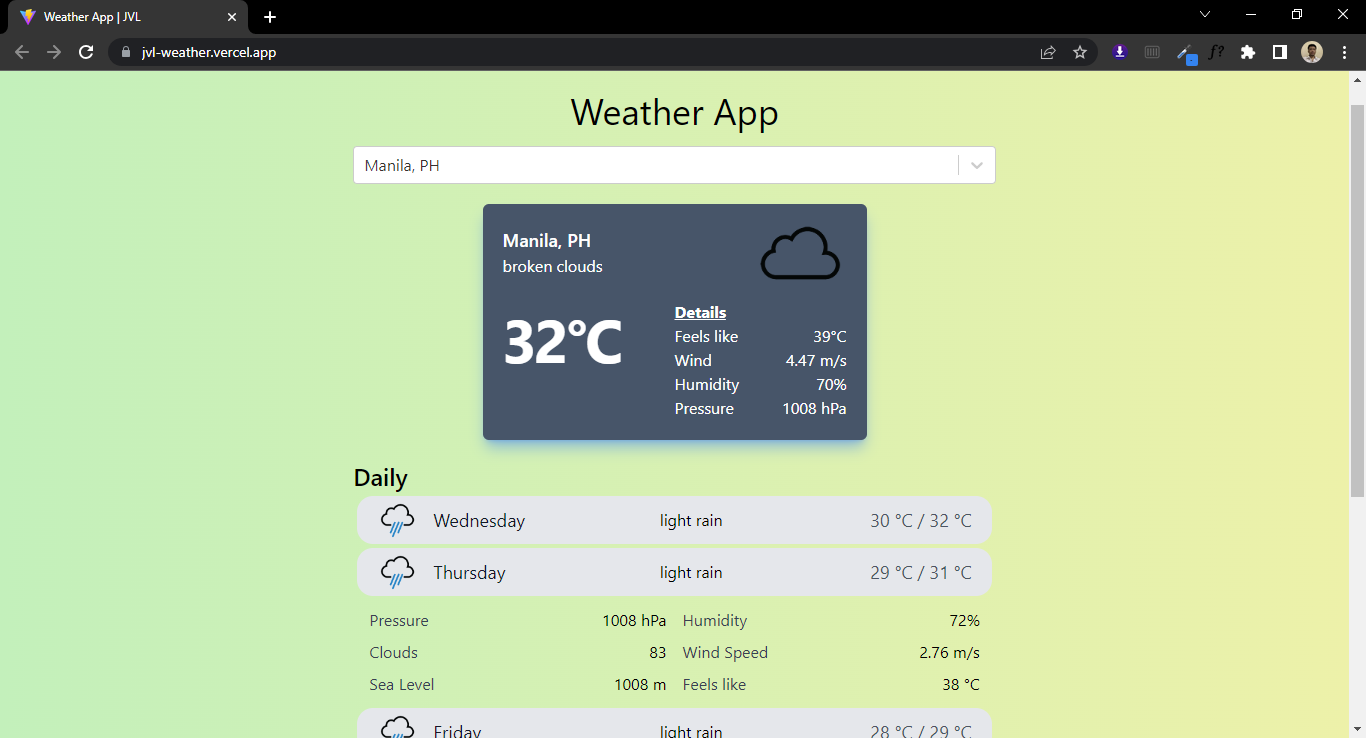 Weather App | JVL
jvl-weather.vercel.app
f?
Weather App
Manila, PH
Manila, PH
broken clouds
32°C
Details
Feels like 39°C
Wind 4.47 m/s
Humidity 70%
Pressure 1008 hPa
Daily
Wednesday light rain 30 °C / 32 °C
Thursday light rain 29 °C / 31 °C
Pressure 1008 hPa Humidity 72%
Clouds 83 Wind Speed 2.76 m/s
Sea Level 1008 m Feels like 38 °C
Friday light rain 28 °C / 29 °C